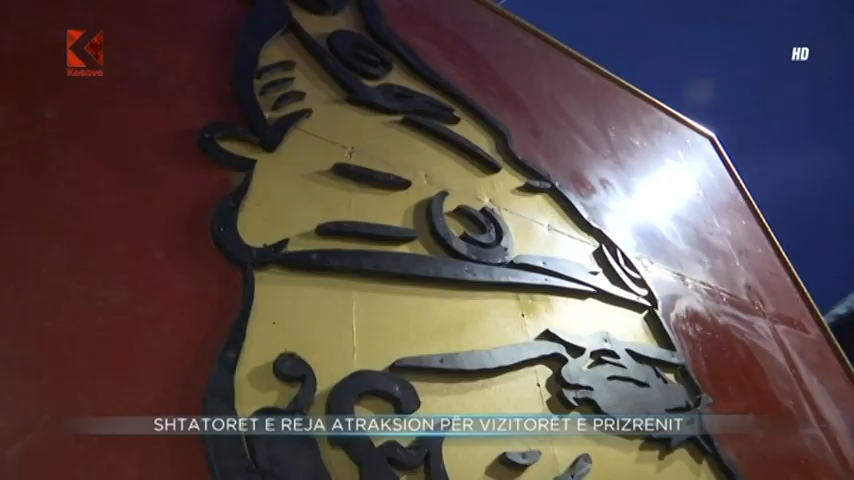 Kosova
HD
SHTATORET E REJA ATRAKSION PËR VIZITORËT E PRIZRENIT